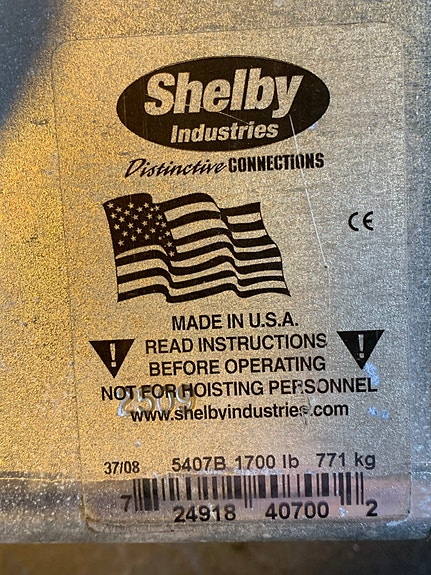 Shelby
Industries
Distinctive CONNECTIONS
CE
MADE IN U.S.A.
READ INSTRUCTIONS
BEFORE OPERATING
! !
NOT FOR HOISTING PERSONNEL
2509
www.shelbyindustries.com
37/08 5407B 1700 lb 771 kg
7 24918 40700 2